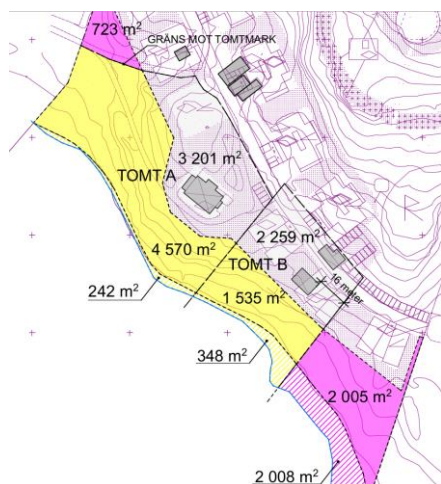 723 m²
GRÄNS MOT TOMTMARK
3 201 m²
TOMT A
2 259 m²
4 570 m²
TOMT B
16 meter
242 m²
1 535 m²
348 m²
2 005 m²
2 008 m²